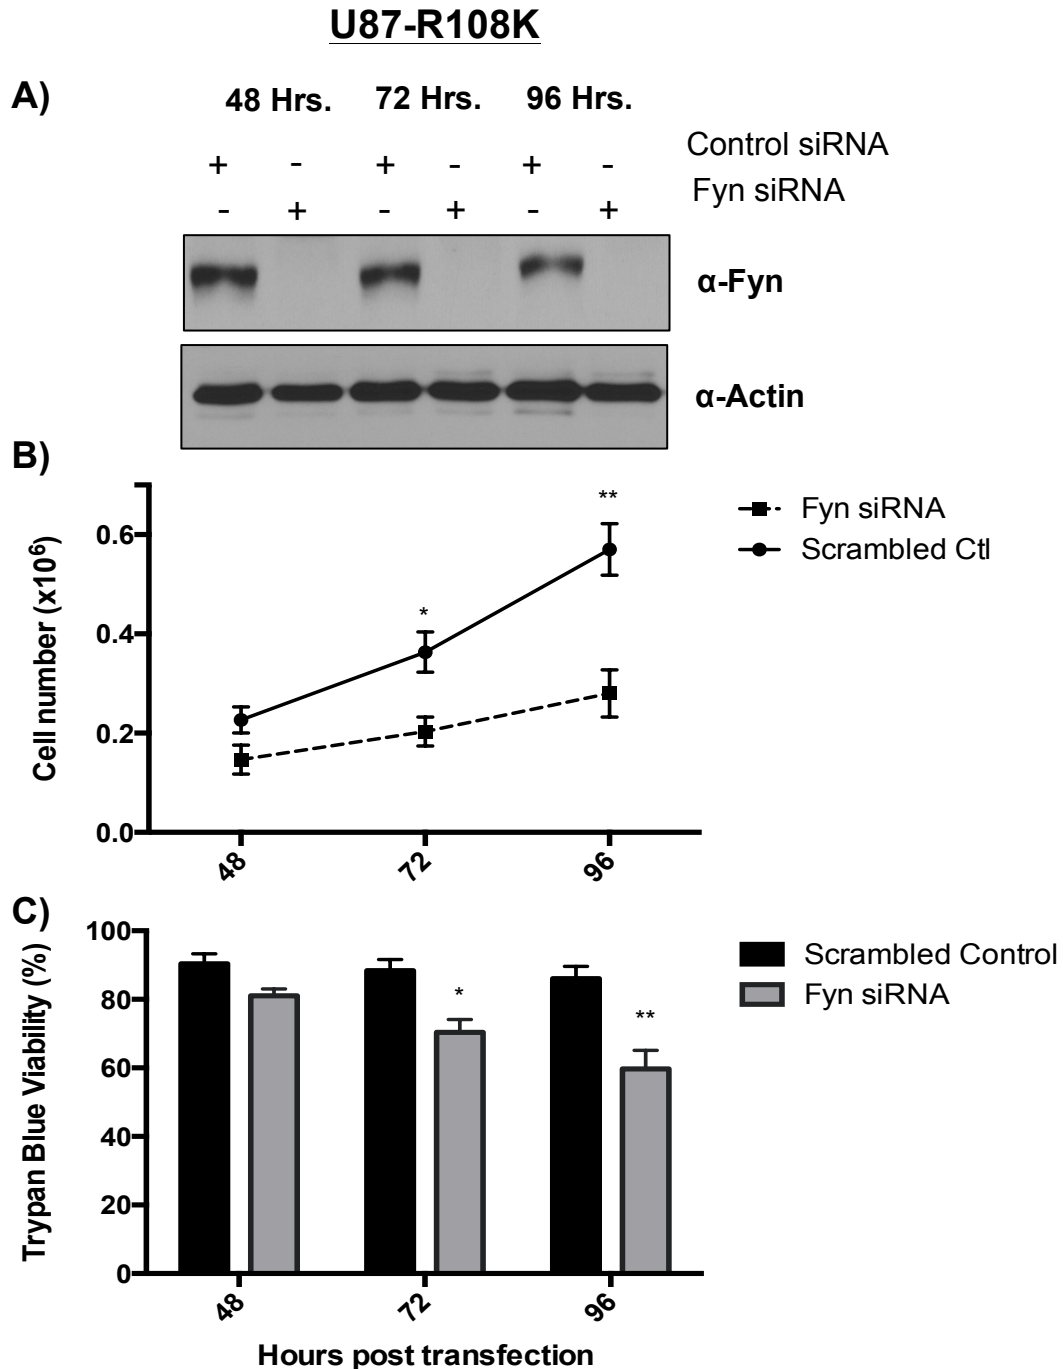 U87-R108K
A)
48 Hrs. 72 Hrs. 96 Hrs.
+ - + - + - Control siRNA
- + - + - + Fyn siRNA
α-Fyn
α-Actin
B)
Cell number (x10⁶)
0.6
0.4
0.2
0.0
*
**
48 72 96
Fyn siRNA
Scrambled Ctl
C)
Trypan Blue Viability (%)
100
80
60
40
20
0
*
**
48 72 96
Scrambled Control
Fyn siRNA
Hours post transfection